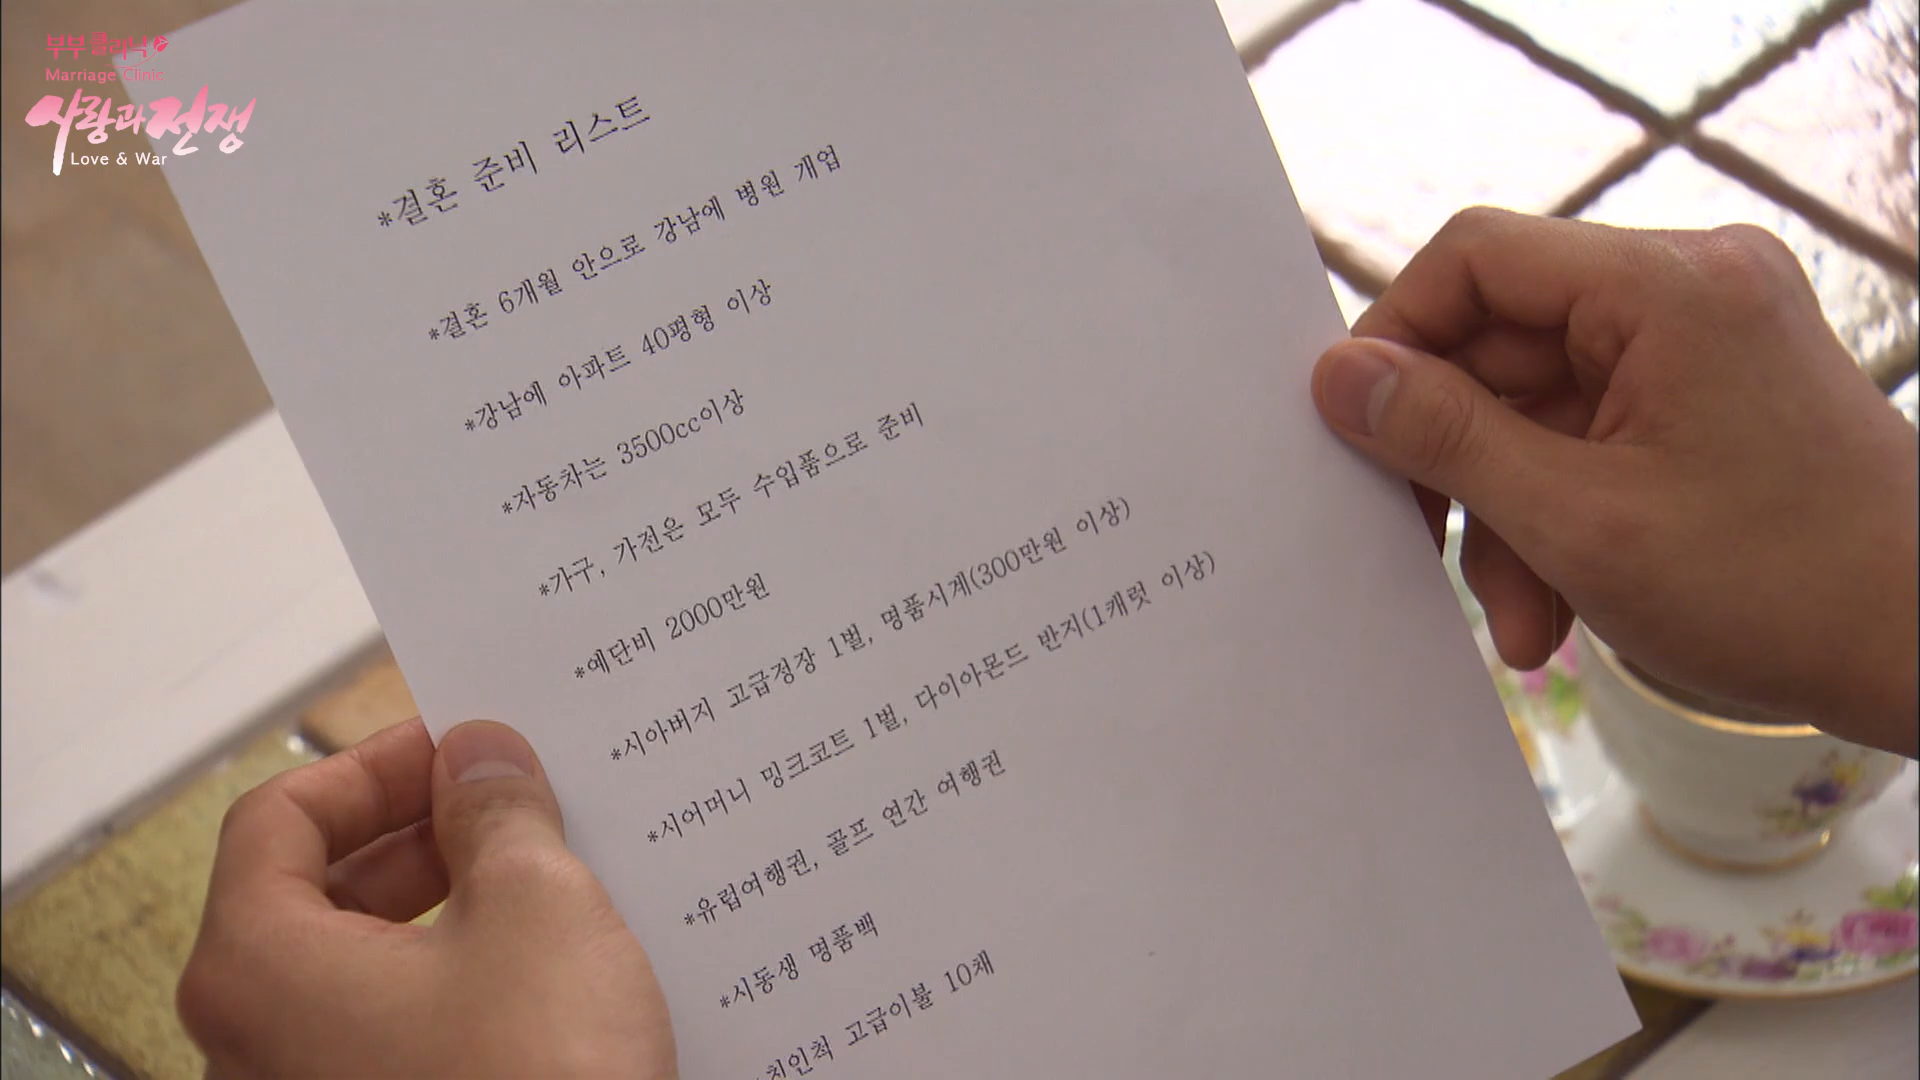 부부클리닉
Marriage Clinic
사랑과전쟁
Love & War
*결혼 준비 리스트
*결혼 6개월 안으로 강남에 병원 개업
*강남에 아파트 40평형 이상
*자동차는 3500cc이상
*가구, 가전은 모두 수입품으로 준비
*예단비 2000만원
*시아버지 고급정장 1벌, 명품시계(300만원 이상)
*시어머니 밍크코트 1벌, 다이아몬드 반지(1캐럿 이상)
*유럽여행권, 골프 연간 여행권
*시동생 명품백
*친인척 고급이불 10채